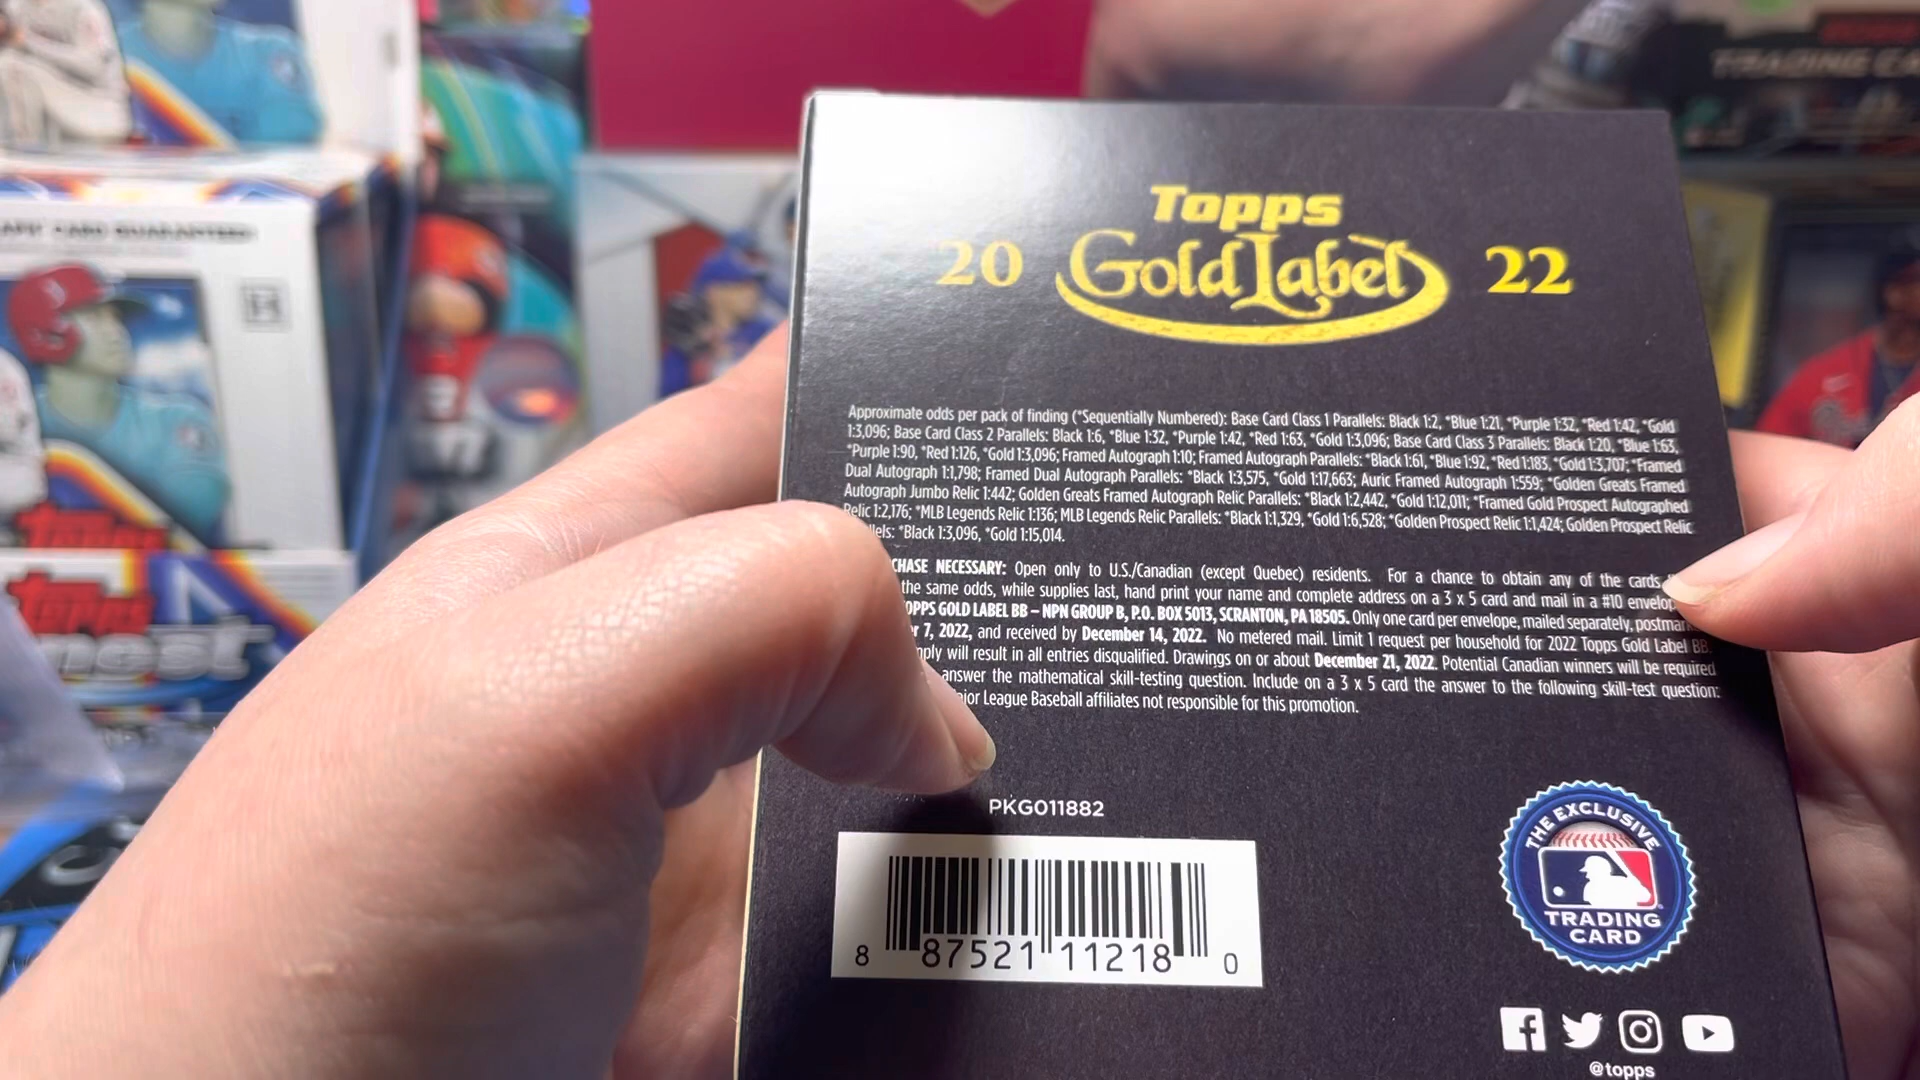 TRADING CA
CARD GUARANTEED!
Topps
20 Gold Label 22
Approximate odds per pack of finding (*Sequentially Numbered): Base Card Class 1 Parallels: Black 1:2, *Blue 1:21, *Purple 1:32, *Red 1:42, *Gold
1:3,096; Base Card Class 2 Parallels: Black 1:6, *Blue 1:32, *Purple 1:42, *Red 1:63, *Gold 1:3,096; Base Card Class 3 Parallels: Black 1:20, *Blue 1:63,
*Purple 1:90, *Red 1:126, *Gold 1:3,096; Framed Autograph 1:10; Framed Autograph Parallels: *Black 1:61, *Blue 1:92, *Red 1:183, *Gold 1:3,707; *Framed
Dual Autograph 1:1,798; Framed Dual Autograph Parallels: *Black 1:3,575, *Gold 1:17,663; Auric Framed Autograph 1:559; *Golden Greats Framed
Autograph Jumbo Relic 1:442; Golden Greats Framed Autograph Relic Parallels: *Black 1:2,442, *Gold 1:12,011; *Framed Gold Prospect Autographed
Relic 1:2,176; *MLB Legends Relic 1:136; MLB Legends Relic Parallels: *Black 1:1,329, *Gold 1:6,528; *Golden Prospect Relic 1:1,424; Golden Prospect Relic
lels: *Black 1:3,096, *Gold 1:15,014.
CHASE NECESSARY: Open only to U.S./Canadian (except Quebec) residents. For a chance to obtain any of the cards
the same odds, while supplies last, hand print your name and complete address on a 3 x 5 card and mail in a #10 envelop
OPPS GOLD LABEL BB – NPN GROUP B, P.O. BOX 5013, SCRANTON, PA 18505. Only one card per envelope, mailed separately, postmar
r 7, 2022, and received by December 14, 2022. No metered mail. Limit 1 request per household for 2022 Topps Gold Label BB.
ply will result in all entries disqualified. Drawings on or about December 21, 2022. Potential Canadian winners will be required
answer the mathematical skill-testing question. Include on a 3 x 5 card the answer to the following skill-test question:
jor League Baseball affiliates not responsible for this promotion.
PKG011882
8 87521 11218 0
THE EXCLUSIVE
TRADING
CARD
@topps
topps
topps
nest